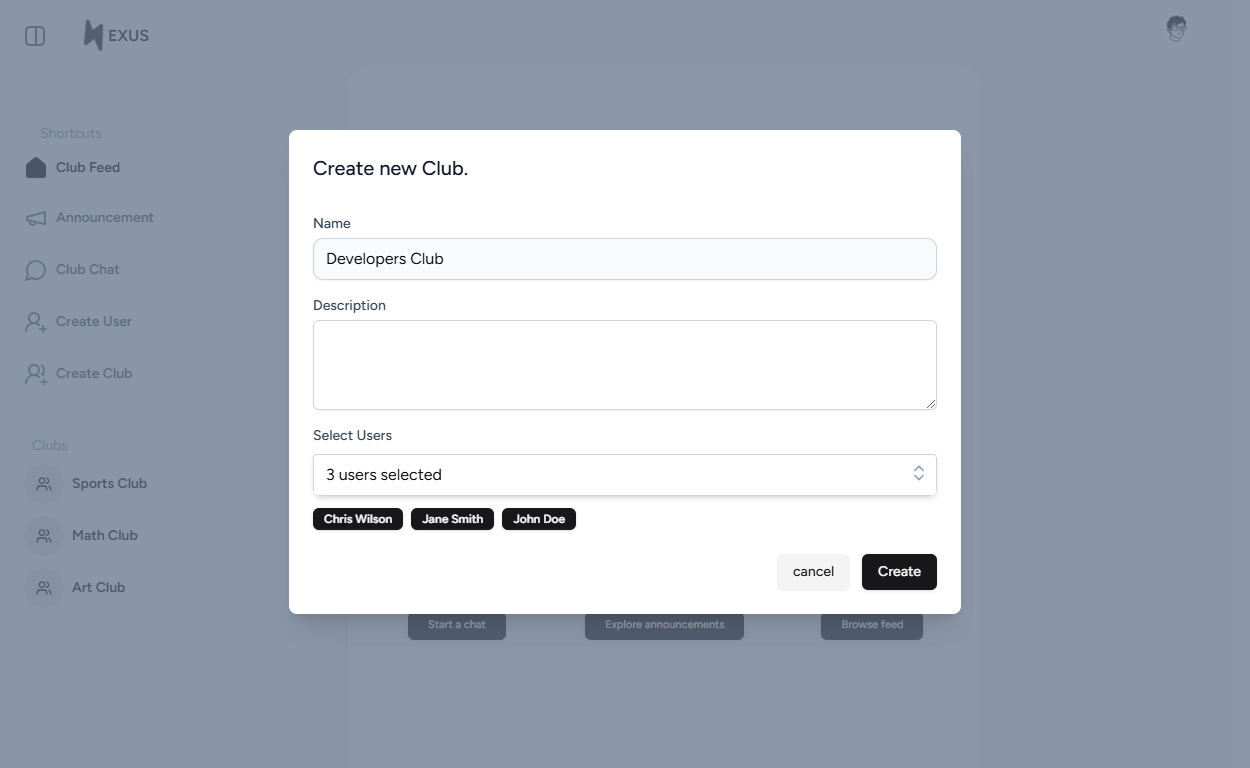 EXUS
Shortcuts
Club Feed
Announcement
Club Chat
Create User
Create Club
Clubs
Sports Club
Math Club
Art Club
Create new Club.
Name
Developers Club
Description
Select Users
3 users selected
Chris Wilson Jane Smith John Doe
cancel Create
Start a chat Explore announcements Browse feed